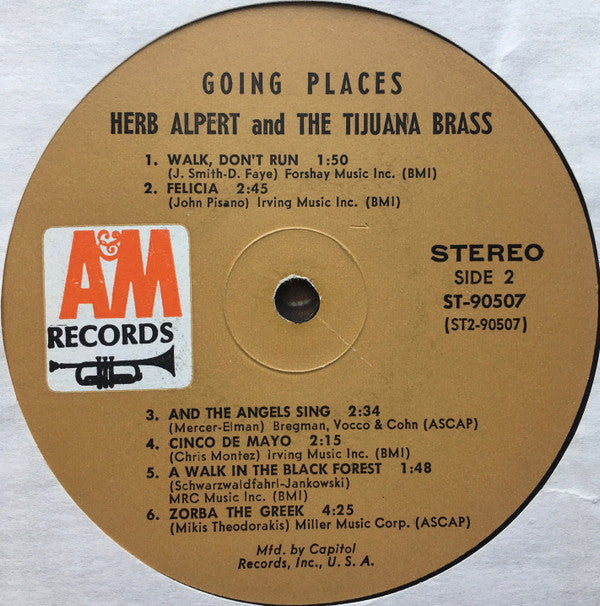 GOING PLACES
HERB ALPERT and THE TIJUANA BRASS
1. WALK, DON'T RUN 1:50
(J. Smith-D. Faye) Forshay Music Inc. (BMI)
2. FELICIA 2:45
(John Pisano) Irving Music Inc. (BMI)
A&M
RECORDS
STEREO
SIDE 2
ST-90507
(ST2-90507)
3. AND THE ANGELS SING 2:34
(Mercer-Elman) Bregman, Vocco & Cohn (ASCAP)
4. CINCO DE MAYO 2:15
(Chris Montez) Irving Music Inc. (BMI)
5. A WALK IN THE BLACK FOREST 1:48
(Schwarzwaldfahrl-Jankowski)
MRC Music Inc. (BMI)
6. ZORBA THE GREEK 4:25
(Mikis Theodorakis) Miller Music Corp. (ASCAP)
Mfd. by Capitol
Records, Inc., U. S. A.